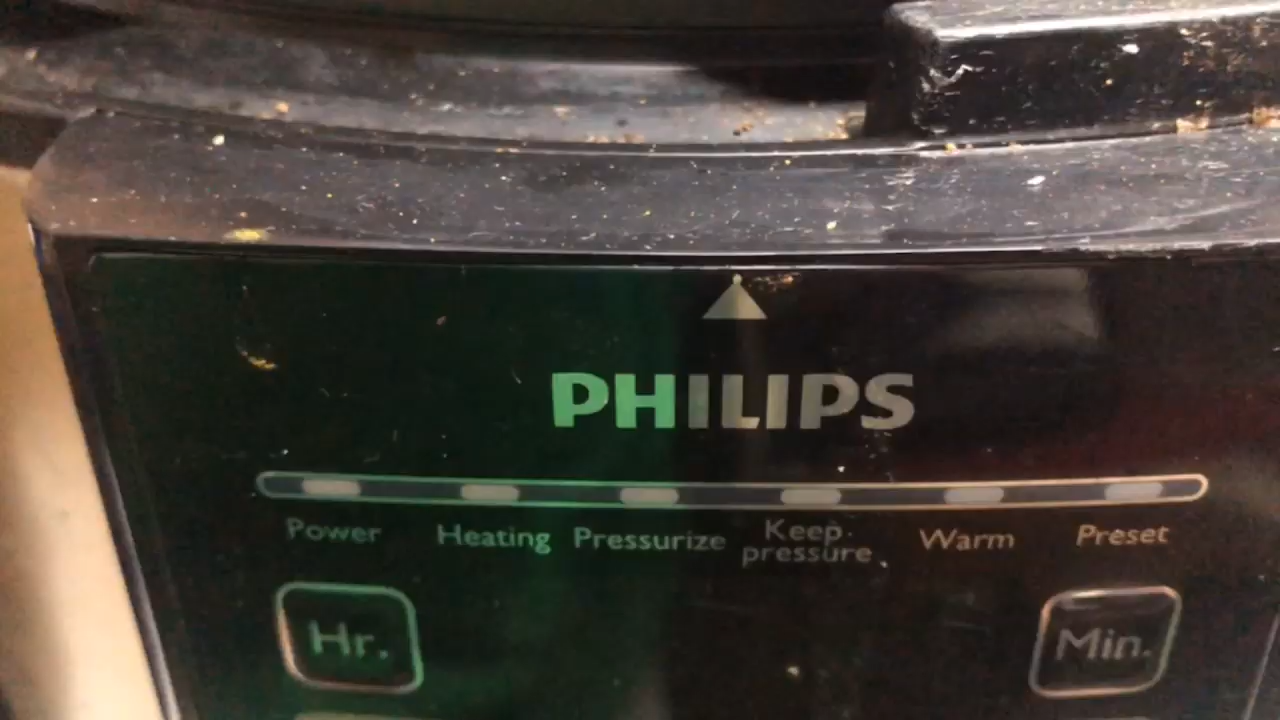 PHILIPS
Power Heating Pressurize Keep pressure Warm Preset
Hr. Min.